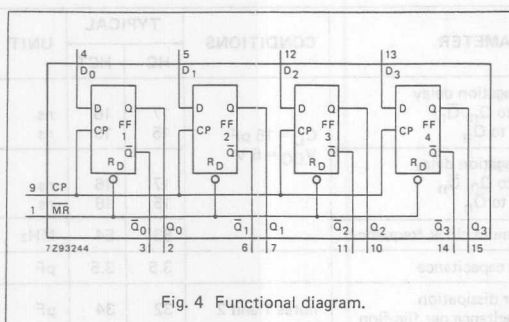 4 5 12 13
D0 D1 D2 D3
D Q D Q D Q D Q
CP FF CP FF CP FF CP FF
1 2 3 4
Q̅ Q̅ Q̅ Q̅
RD RD RD RD
9 CP
1 M̅R̅
Q̅0 Q0 Q̅1 Q1 Q̅2 Q2 Q̅3 Q3
7Z93244 3 2 6 7 11 10 14 15
Fig. 4 Functional diagram.